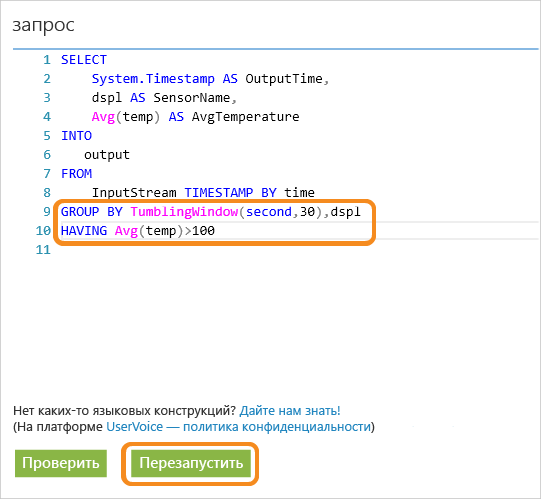 запрос
1 SELECT
2 System.Timestamp AS OutputTime,
3 dspl AS SensorName,
4 Avg(temp) AS AvgTemperature
5 INTO
6 output
7 FROM
8 InputStream TIMESTAMP BY time
9 GROUP BY TumblingWindow(second,30),dspl
10 HAVING Avg(temp)>100
11
Нет каких-то языковых конструкций? Дайте нам знать!
(На платформе UserVoice — политика конфиденциальности)
Проверить Перезапустить